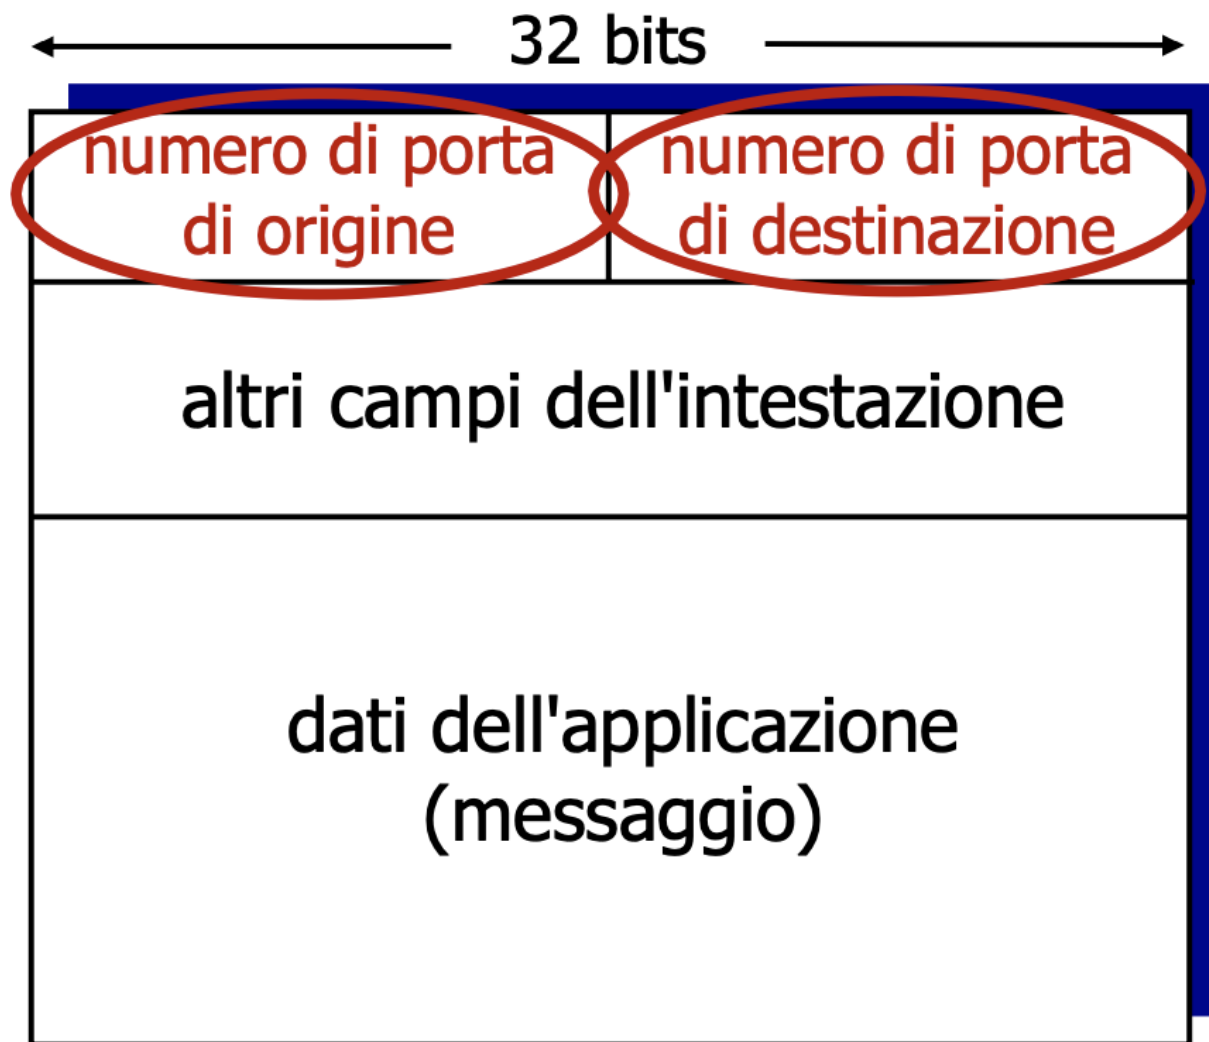 32 bits
numero di porta
di origine
numero di porta
di destinazione
altri campi dell'intestazione
dati dell'applicazione
(messaggio)